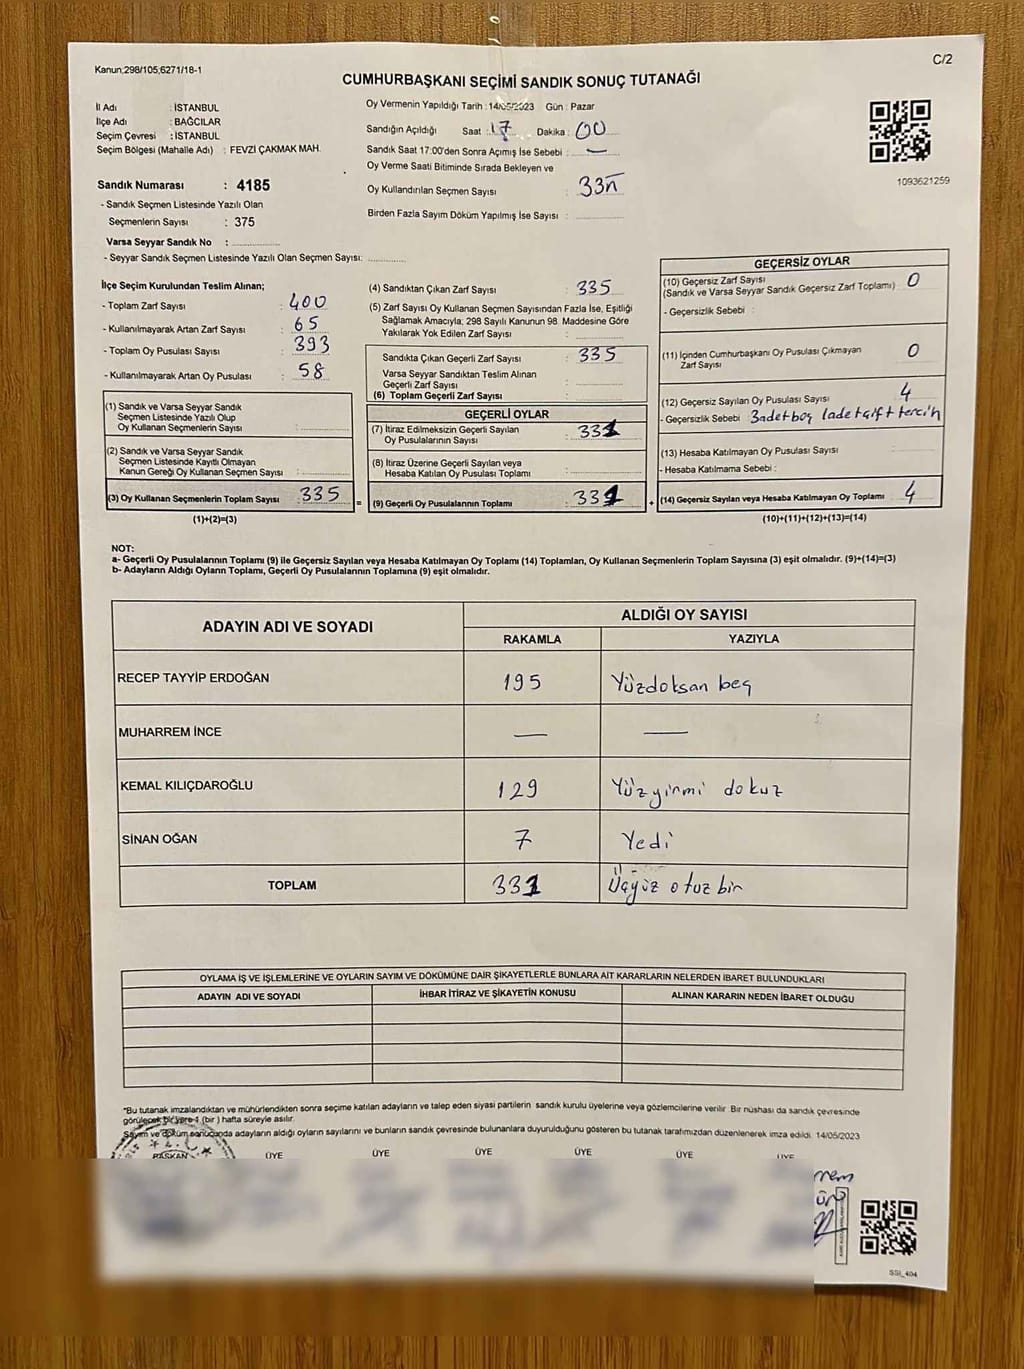 Kanun;298/105,6271/18-1
C/2
CUMHURBAŞKANI SEÇİMİ SANDIK SONUÇ TUTANAĞI
İl Adı : İSTANBUL
İlçe Adı : BAĞCILAR
Seçim Çevresi : İSTANBUL
Seçim Bölgesi (Mahalle Adı) : FEVZİ ÇAKMAK MAH.
Sandık Numarası : 4185
- Sandık Seçmen Listesinde Yazılı Olan
Seçmenlerin Sayısı : 375
Varsa Seyyar Sandık No :
- Seyyar Sandık Seçmen Listesinde Yazılı Olan Seçmen Sayısı:
Oy Vermenin Yapıldığı Tarih : 14/05/2023 Gün : Pazar
Sandığın Açıldığı Saat : 17 Dakika : 00
Sandık Saat 17:00'den Sonra Açımış İse Sebebi : —
Oy Verme Saati Bitiminde Sırada Bekleyen ve
Oy Kullandırılan Seçmen Sayısı :
Birden Fazla Sayım Döküm Yapılmış İse Sayısı :
1093621259
İlçe Seçim Kurulundan Teslim Alınan;
- Toplam Zarf Sayısı : 400
- Kullanılmayarak Artan Zarf Sayısı : 65
- Toplam Oy Pusulası Sayısı : 393
- Kullanılmayarak Artan Oy Pusulası : 58
(1) Sandık ve Varsa Seyyar Sandık
Seçmen Listesinde Yazılı Olup
Oy Kullanan Seçmenlerin Sayısı :
(2) Sandık ve Varsa Seyyar Sandık
Seçmen Listesinde Kayıtlı Olmayan
Kanun Gereği Oy Kullanan Seçmen Sayısı :
(3) Oy Kullanan Seçmenlerin Toplam Sayısı : 335
(1)+(2)=(3)
(4) Sandıktan Çıkan Zarf Sayısı : 335
(5) Zarf Sayısı Oy Kullanan Seçmen Sayısından Fazla İse, Eşitliği
Sağlamak Amacıyla; 298 Sayılı Kanunun 98. Maddesine Göre
Yakılarak Yok Edilen Zarf Sayısı :
Sandıkta Çıkan Geçerli Zarf Sayısı : 335
Varsa Seyyar Sandıktan Teslim Alınan
Geçerli Zarf Sayısı :
(6) Toplam Geçerli Zarf Sayısı :
GEÇERLİ OYLAR
(7) İtiraz Edilmeksizin Geçerli Sayılan
Oy Pusulalarının Sayısı : 331
(8) İtiraz Üzerine Geçerli Sayılan veya
Hesaba Katılan Oy Pusulası Toplamı :
= (9) Geçerli Oy Pusulalarının Toplamı : 331 +
GEÇERSİZ OYLAR
(10) Geçersiz Zarf Sayısı : 0
(Sandık ve Varsa Seyyar Sandık Geçersiz Zarf Toplamı)
- Geçersizlik Sebebi :
(11) İçinden Cumhurbaşkanı Oy Pusulası Çıkmayan
Zarf Sayısı : 0
(12) Geçersiz Sayılan Oy Pusulası Sayısı : 4
- Geçersizlik Sebebi : 3adet boş 1adet çift tercih
(13) Hesaba Katılmayan Oy Pusulası Sayısı :
- Hesaba Katılmama Sebebi :
(14) Geçersiz Sayılan veya Hesaba Katılmayan Oy Toplamı : 4
(10)+(11)+(12)+(13)=(14)
NOT:
a- Geçerli Oy Pusulalarının Toplamı (9) ile Geçersiz Sayılan veya Hesaba Katılmayan Oy Toplamı (14) Toplamları, Oy Kullanan Seçmenlerin Toplam Sayısına (3) eşit olmalıdır. (9)+(14)=(3)
b- Adayların Aldığı Oyların Toplamı, Geçerli Oy Pusulalarının Toplamına (9) eşit olmalıdır.
ADAYIN ADI VE SOYADI
ALDIĞI OY SAYISI
RAKAMLA YAZIYLA
RECEP TAYYİP ERDOĞAN 195 Yüzdoksan beş
MUHARREM İNCE — —
KEMAL KILIÇDAROĞLU 129 Yüzyirmi dokuz
SİNAN OĞAN 7 Yedi
TOPLAM 331 Üçyüz otuz bir
OYLAMA İŞ VE İŞLEMLERİNE VE OYLARIN SAYIM VE DÖKÜMÜNE DAİR ŞİKAYETLERLE BUNLARA AİT KARARLARIN NELERDEN İBARET BULUNDUKLARI
ADAYIN ADI VE SOYADI İHBAR İTİRAZ VE ŞİKAYETİN KONUSU ALINAN KARARIN NEDEN İBARET OLDUĞU
*Bu tutanak imzalandıktan ve mühürlendikten sonra seçime katılan adayların ve talep eden siyasi partilerin sandık kurulu üyelerine veya gözlemcilerine verilir. Bir nüshası da sandık çevresinde
görülecek bir yere 1 (bir) hafta süreyle asılır.
Sayım ve döküm sonucunda adayların aldığı oyların sayılarını ve bunların sandık çevresinde bulunanlara duyurulduğunu gösteren bu tutanak tarafımızdan düzenlenerek imza edildi. 14/05/2023
BAŞKAN ÜYE ÜYE ÜYE ÜYE ÜYE ÜYE
SSI_404